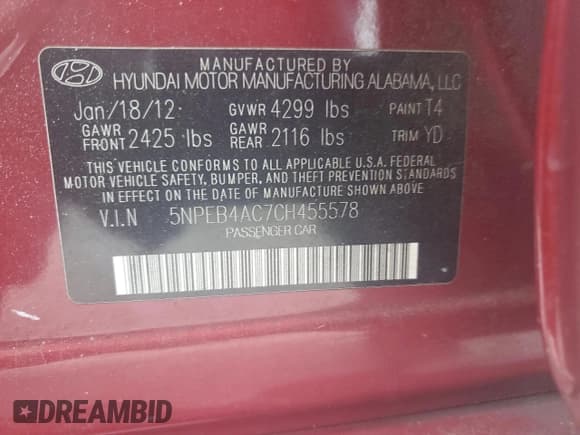 MANUFACTURED BY
HYUNDAI MOTOR MANUFACTURING ALABAMA, LLC
Jan/18/12 GVWR 4299 lbs PAINT T4
GAWR FRONT 2425 lbs GAWR REAR 2116 lbs TRIM YD
THIS VEHICLE CONFORMS TO ALL APPLICABLE U.S.A. FEDERAL
MOTOR VEHICLE SAFETY, BUMPER, AND THEFT PREVENTION STANDARDS
IN EFFECT ON THE DATE OF MANUFACTURE SHOWN ABOVE.
V.I.N 5NPEB4AC7CH455578
PASSENGER CAR
DREAMBID